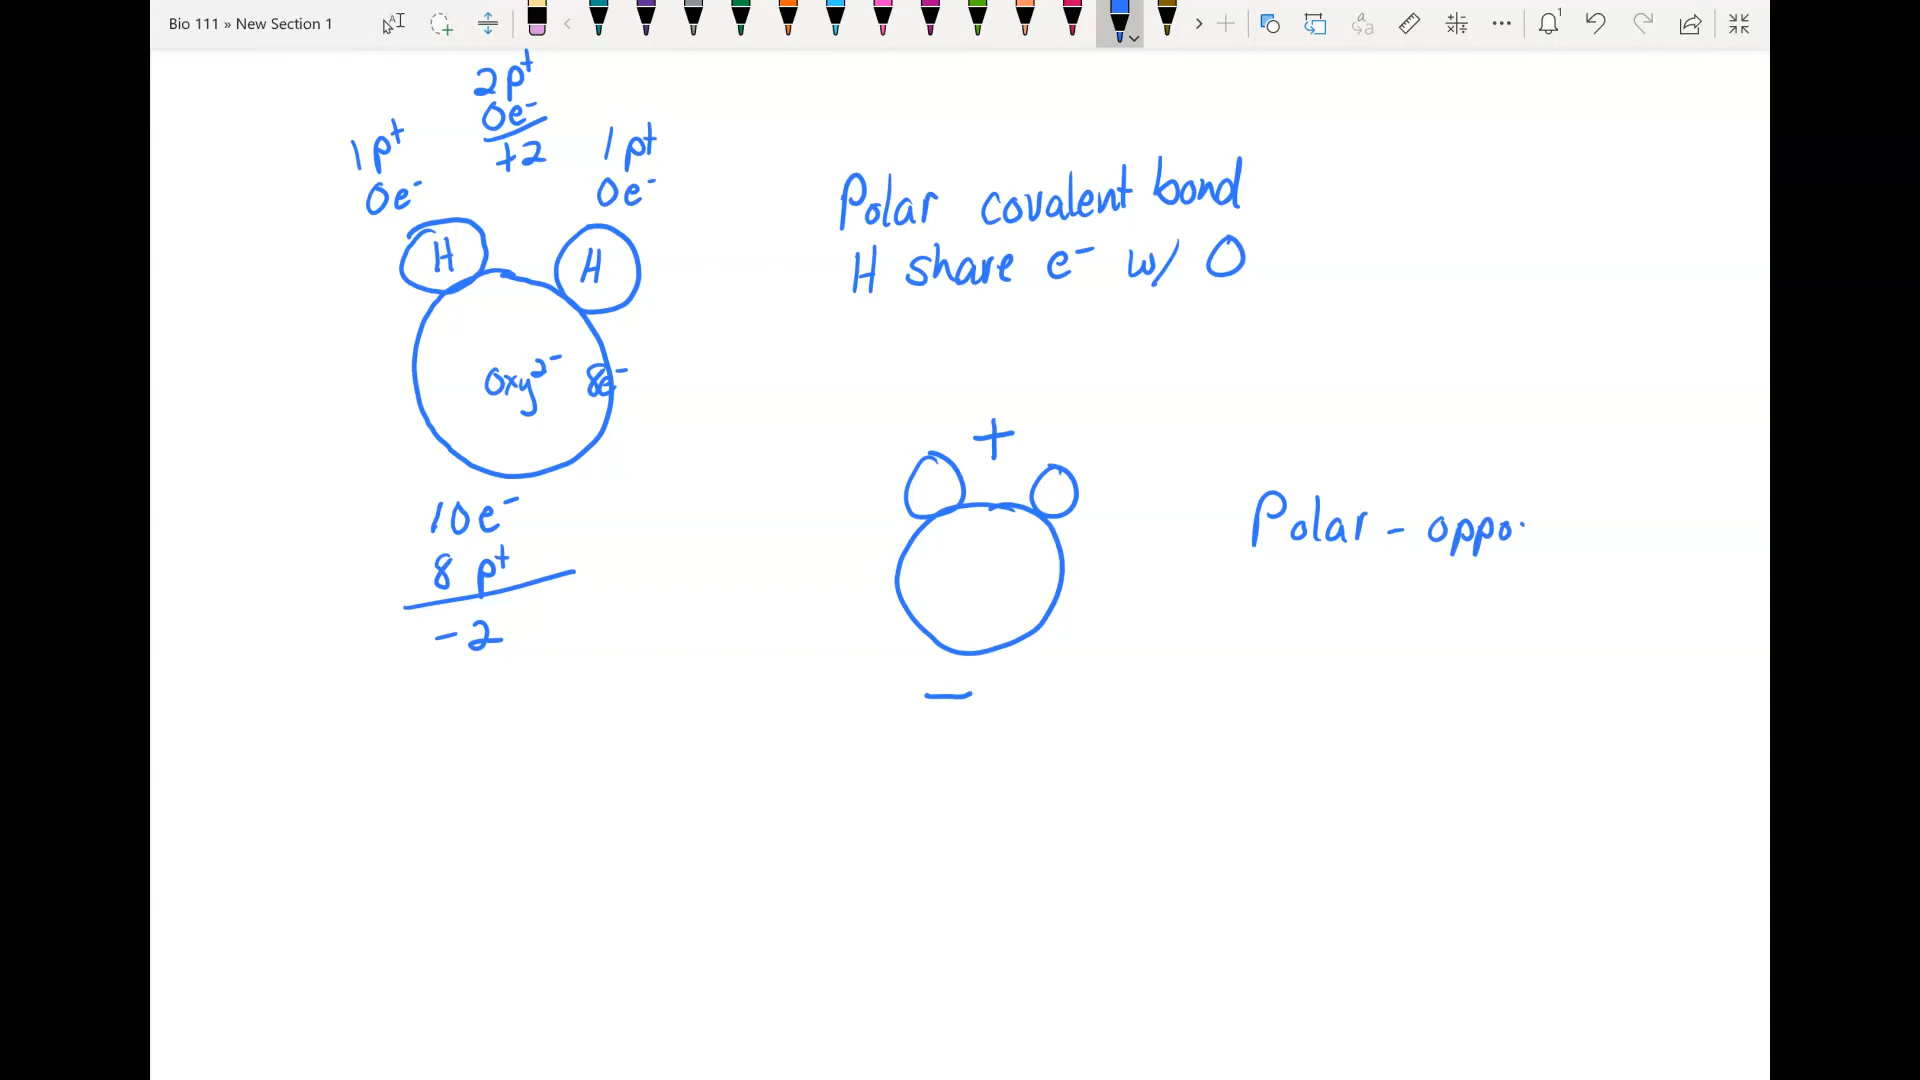 Bio 111 » New Section 1
2p⁺
0e⁻
+2
1p⁺
0e⁻
1p⁺
0e⁻
H
H
Oxy²⁻ 8e⁻
10e⁻
8 p⁺
-2
Polar covalent bond
H share e⁻ w/ O
+
−
Polar - oppo